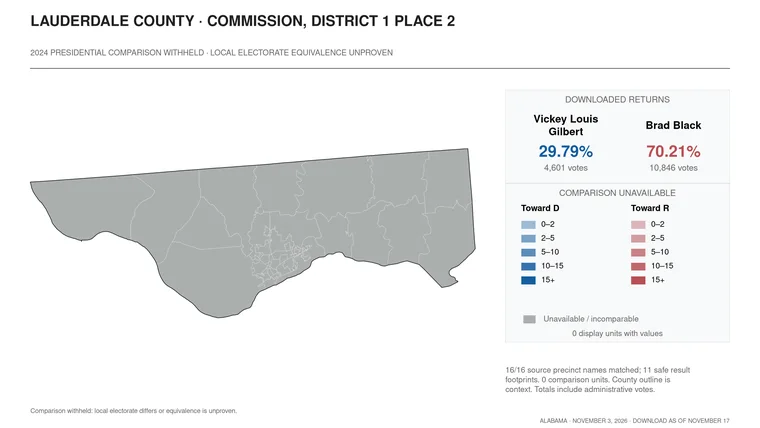 LAUDERDALE COUNTY · COMMISSION, DISTRICT 1 PLACE 2
2024 PRESIDENTIAL COMPARISON WITHHELD · LOCAL ELECTORATE EQUIVALENCE UNPROVEN
DOWNLOADED RETURNS
Vickey Louis
Gilbert
Brad Black
29.79%
70.21%
4,601 votes
10,846 votes
COMPARISON UNAVAILABLE
Toward D
Toward R
0–2
0–2
2–5
2–5
5–10
5–10
10–15
10–15
15+
15+
Unavailable / incomparable
0 display units with values
16/16 source precinct names matched; 11 safe result
footprints. 0 comparison units. County outline is
context. Totals include administrative votes.
Comparison withheld: local electorate differs or equivalence is unproven.
ALABAMA · NOVEMBER 3, 2026 · DOWNLOAD AS OF NOVEMBER 17